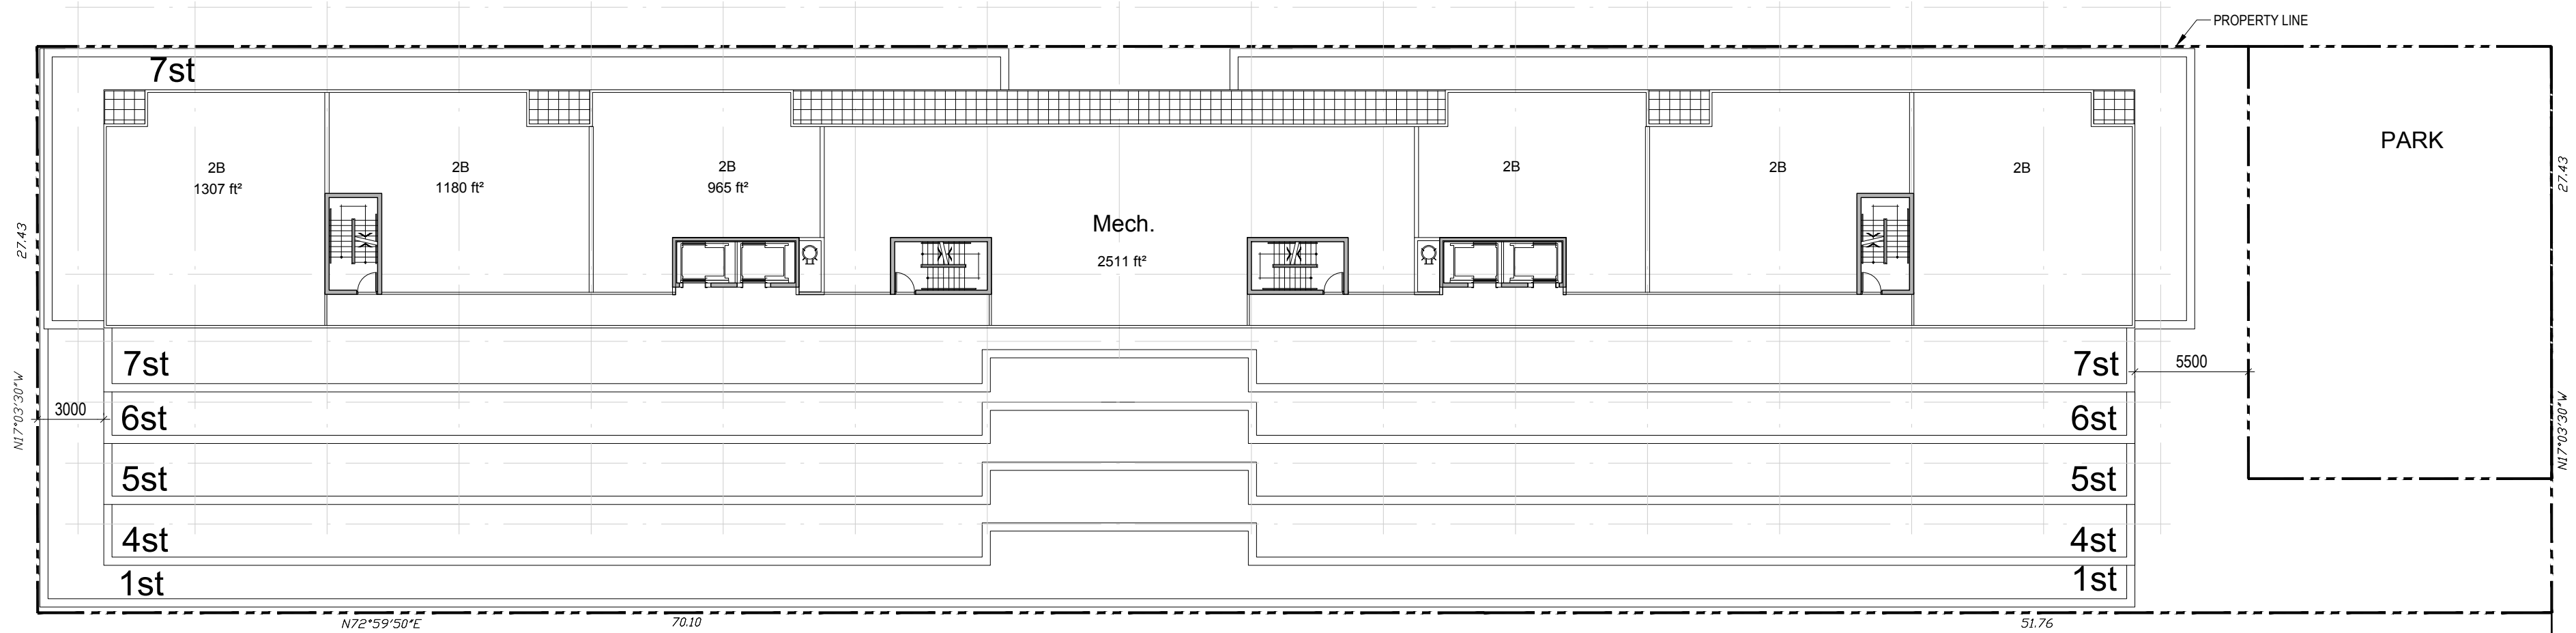 PROPERTY LINE
7st
PARK
2B
1307 ft²
2B
1180 ft²
2B
965 ft²
2B
2B
2B
27.43
27.43
Mech.
2511 ft²
7st
7st
5500
3000
N17°03'30"W
N17°03'30"W
6st
6st
5st
5st
4st
4st
1st
1st
N72°59'50"E
70.10
51.76